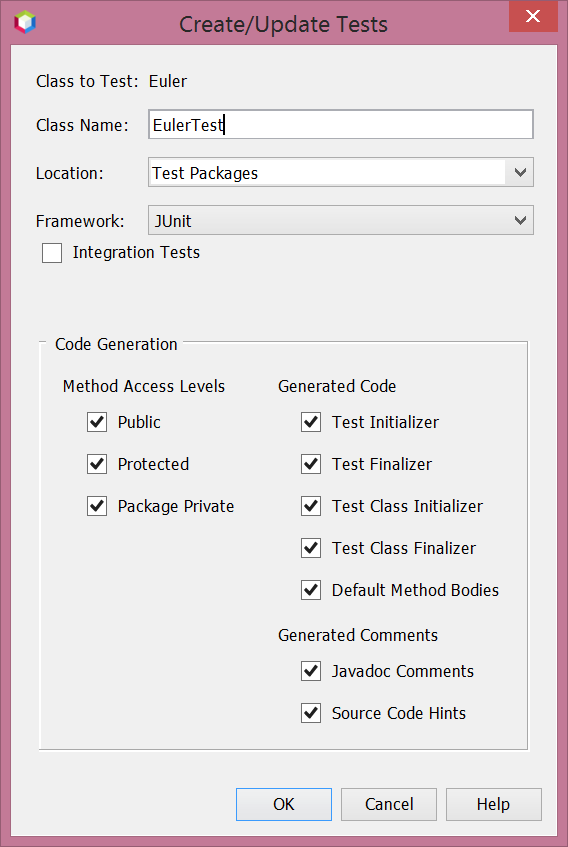 Create/Update Tests
Class to Test: Euler
Class Name: EulerTest
Location: Test Packages
Framework: JUnit
Integration Tests
Code Generation
Method Access Levels
Public
Protected
Package Private
Generated Code
Test Initializer
Test Finalizer
Test Class Initializer
Test Class Finalizer
Default Method Bodies
Generated Comments
Javadoc Comments
Source Code Hints
OK Cancel Help